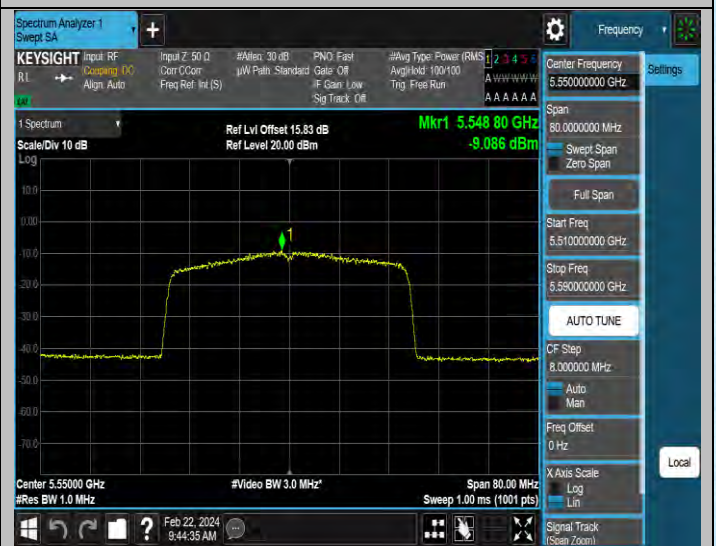 Spectrum Analyzer 1
Swept SA
Frequency
KEYSIGHT Input: RF
RL
Coupling: DC
Align: Auto
LXI
Input Z: 50 Ω
Corr CCorr
Freq Ref: Int (S)
#Atten: 30 dB
µW Path: Standard
PNO: Fast
Gate: Off
IF Gain: Low
Sig Track: Off
#Avg Type: Power (RMS
Avg|Hold: 100/100
Trig: Free Run
1 2 3 4 5 6
A W W W W W
A A A A A A
1 Spectrum
Scale/Div 10 dB
Ref Lvl Offset 15.83 dB
Ref Level 20.00 dBm
Mkr1 5.548 80 GHz
-9.086 dBm
Log
10.0
0.00
-10.0
-20.0
-30.0
-40.0
-50.0
-60.0
-70.0
1
Center 5.55000 GHz
#Res BW 1.0 MHz
#Video BW 3.0 MHz*
Span 80.00 MHz
Sweep 1.00 ms (1001 pts)
Center Frequency
5.550000000 GHz
Settings
Span
80.0000000 MHz
Swept Span
Zero Span
Full Span
Start Freq
5.510000000 GHz
Stop Freq
5.590000000 GHz
AUTO TUNE
CF Step
8.000000 MHz
Auto
Man
Freq Offset
0 Hz
X Axis Scale
Log
Lin
Local
Signal Track
(Span Zoom)
?
Feb 22, 2024
9:44:35 AM